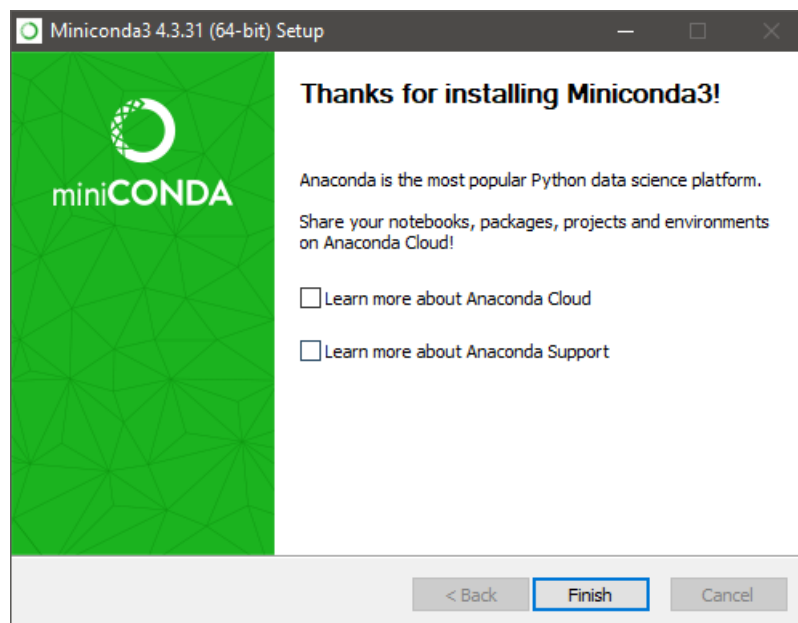 Miniconda3 4.3.31 (64-bit) Setup
miniCONDA
Thanks for installing Miniconda3!
Anaconda is the most popular Python data science platform.
Share your notebooks, packages, projects and environments
on Anaconda Cloud!
Learn more about Anaconda Cloud
Learn more about Anaconda Support
< Back Finish Cancel